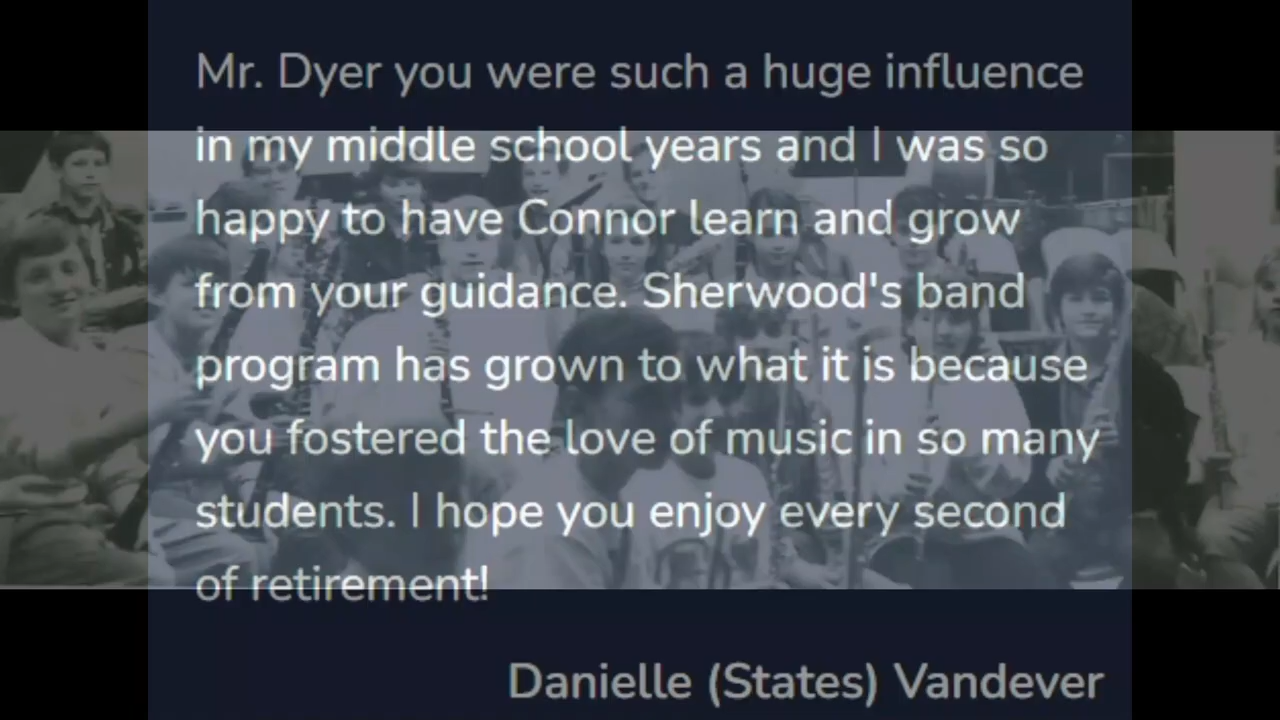 Mr. Dyer you were such a huge influence
in my middle school years and I was so
happy to have Connor learn and grow
from your guidance. Sherwood's band
program has grown to what it is because
you fostered the love of music in so many
students. I hope you enjoy every second
of retirement!
Danielle (States) Vandever